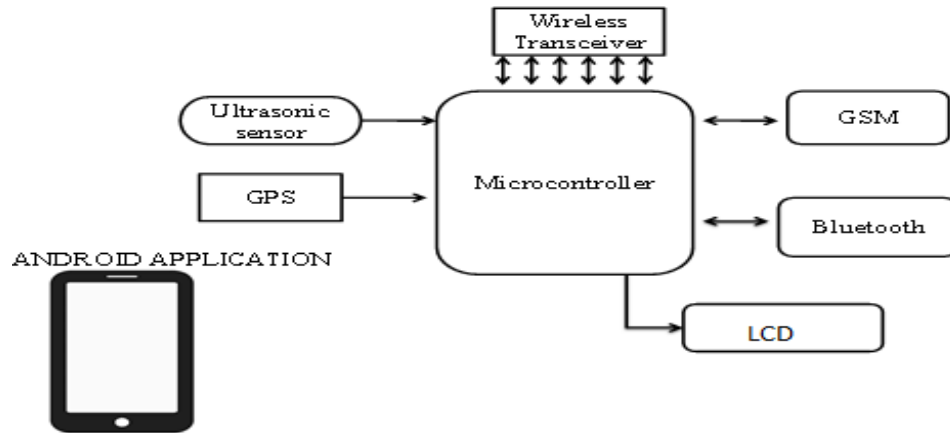 Wireless
Transceiver
Ultrasonic
sensor
GSM
Microcontroller
GPS
Bluetooth
ANDROID APPLICATION
LCD